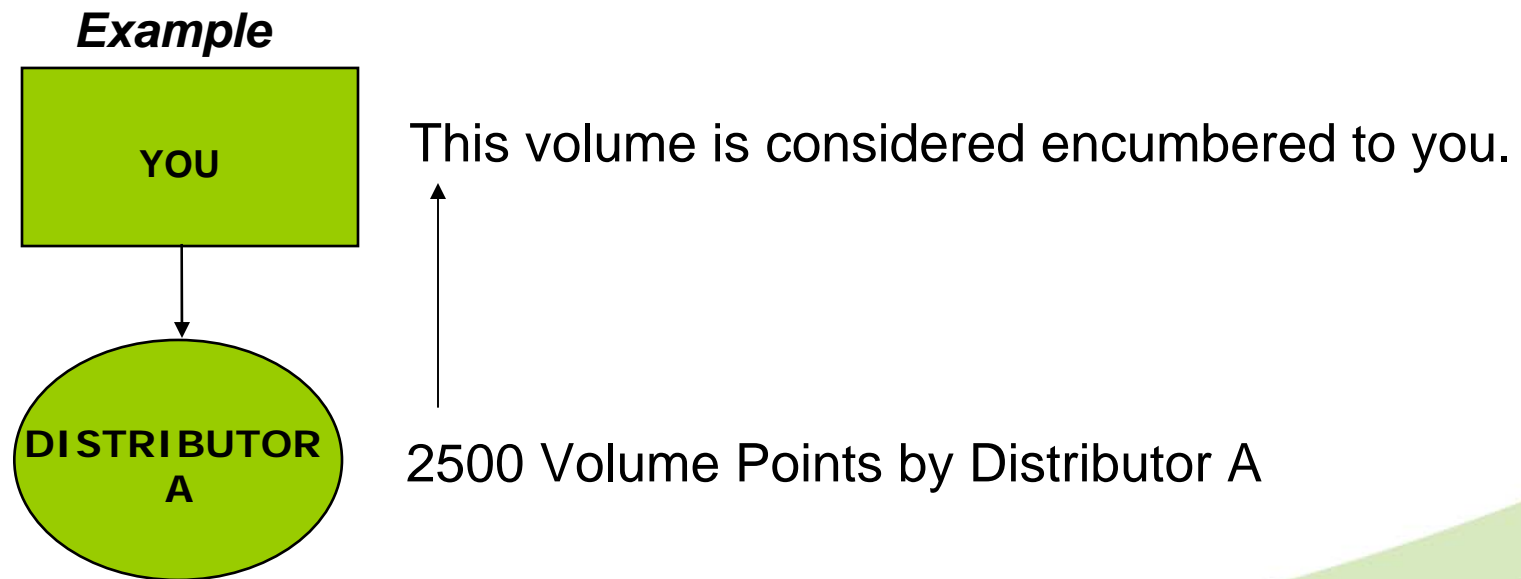 Example
YOU
This volume is considered encumbered to you.
DISTRIBUTOR
A
2500 Volume Points by Distributor A